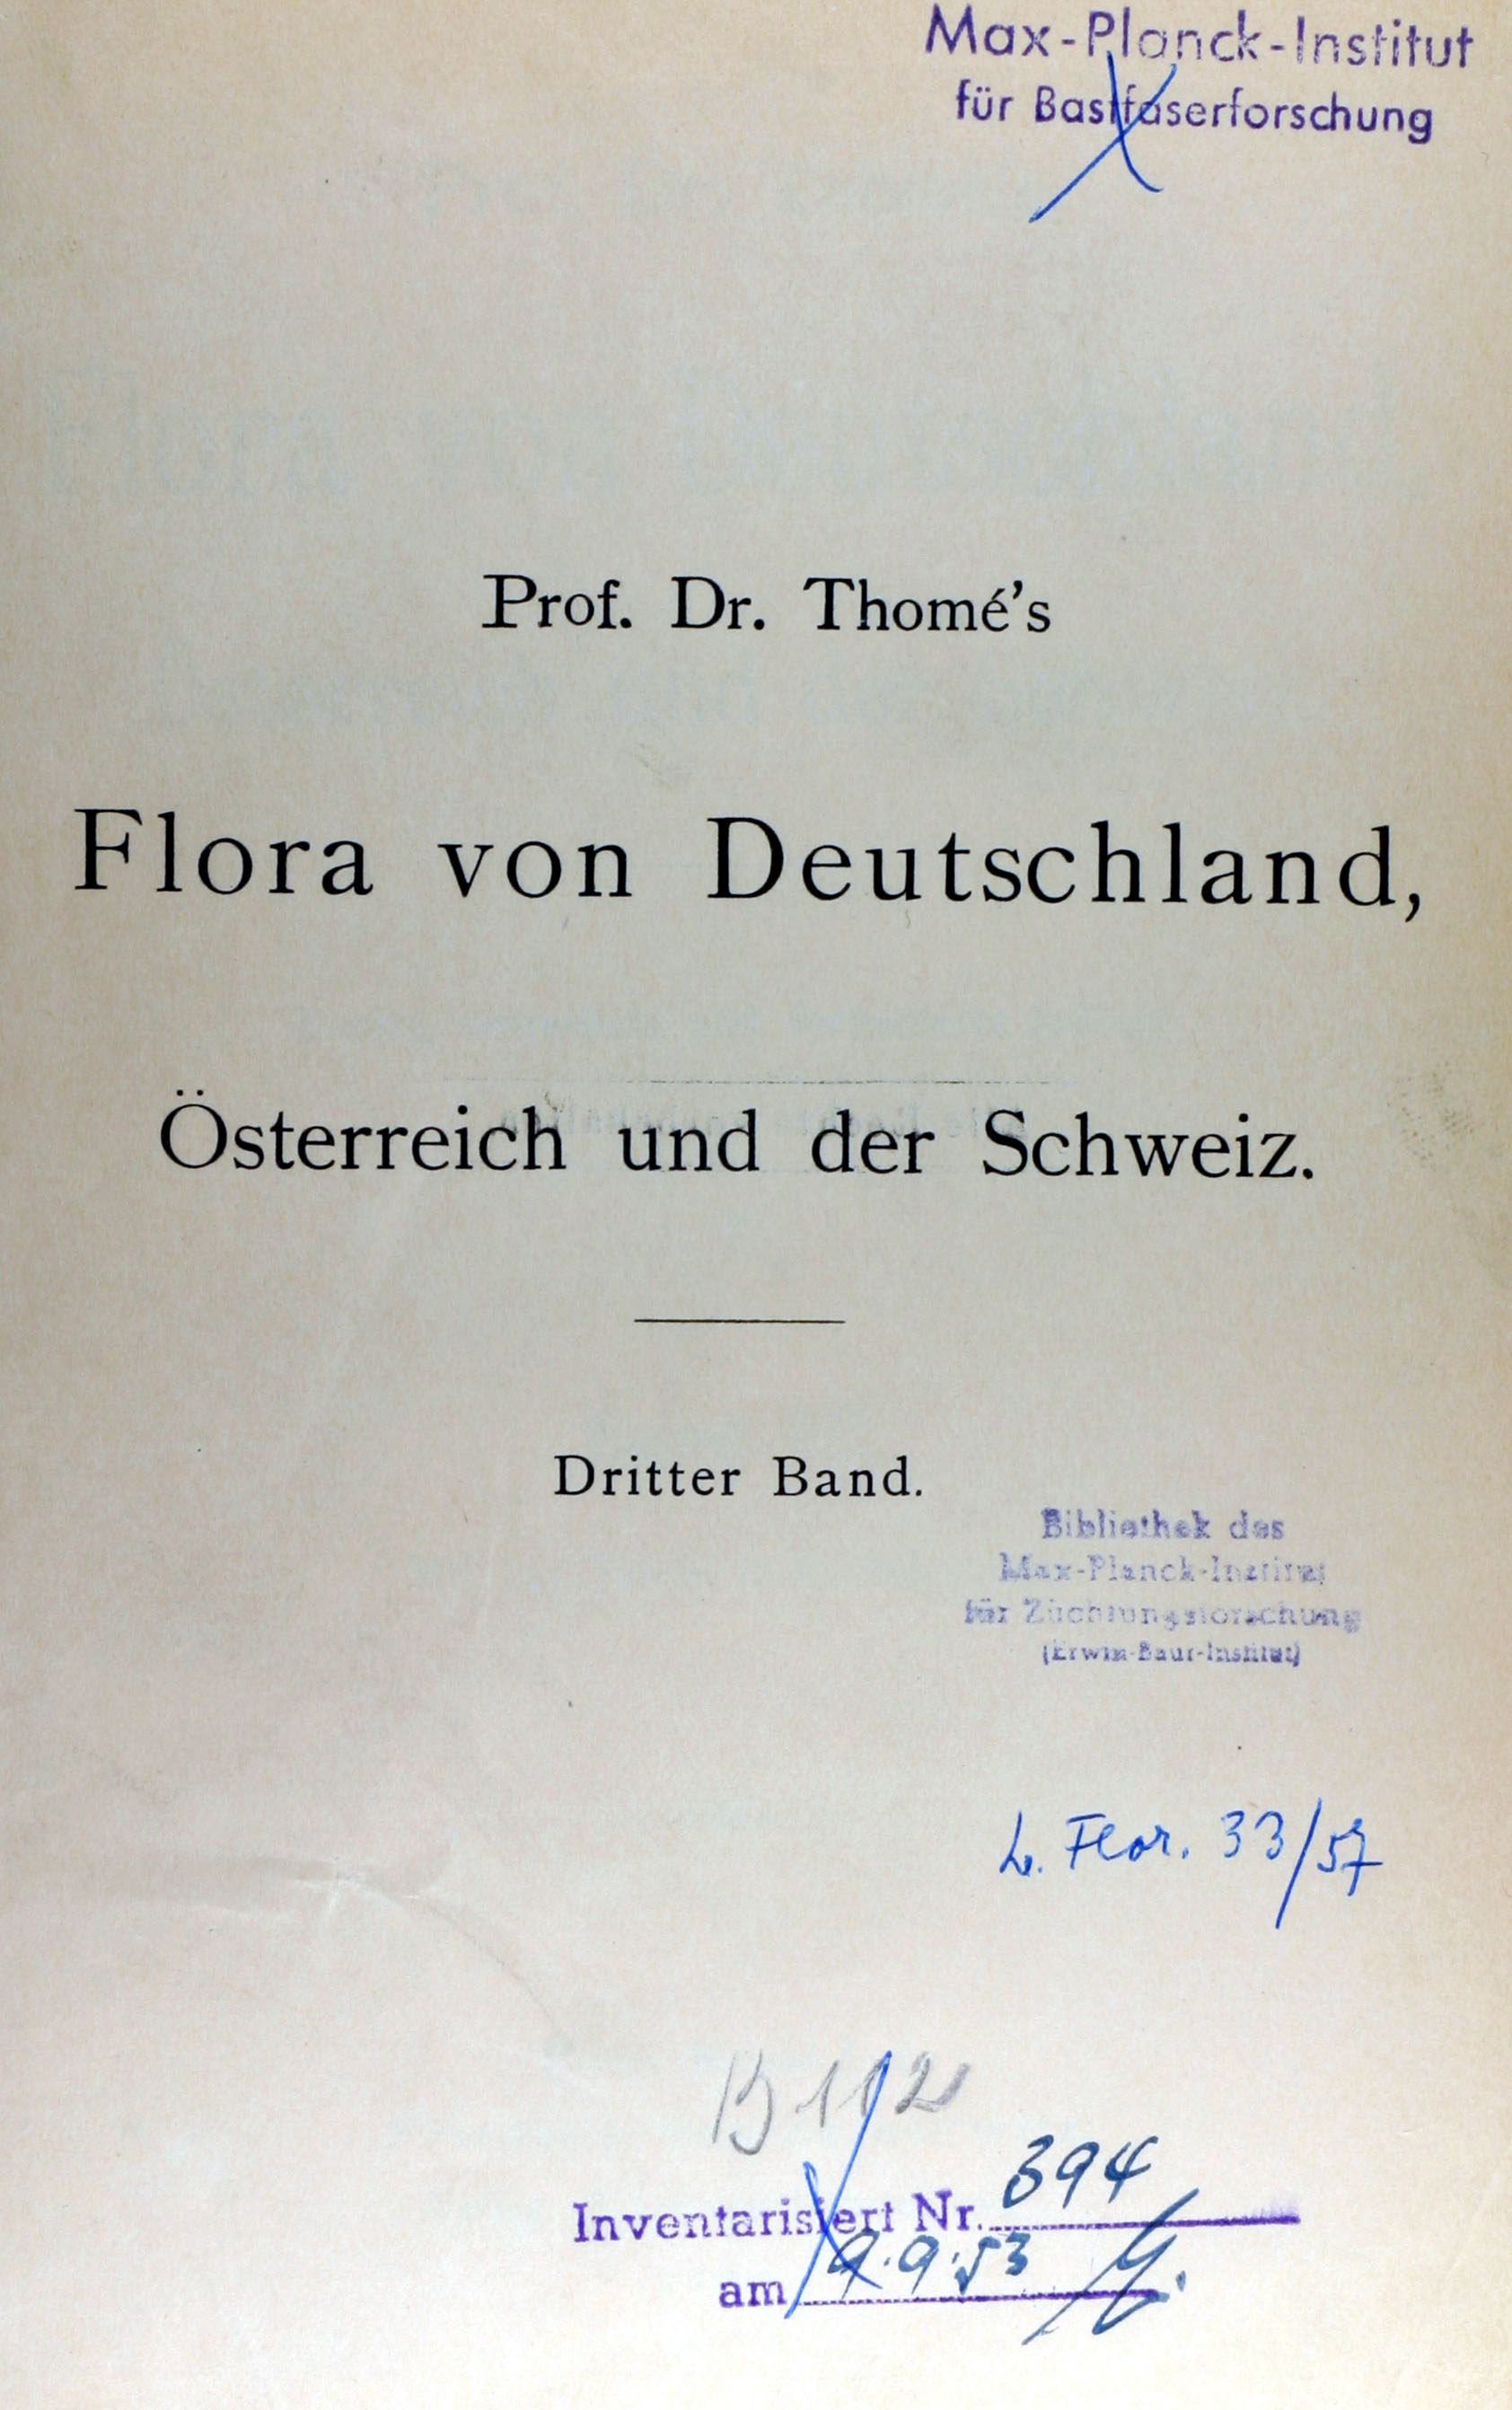 Max-Planck-Institut
für Bastfaserforschung
Prof. Dr. Thomé's
Flora von Deutschland,
Österreich und der Schweiz.
Dritter Band.
Bibliothek des
Max-Planck-Institut
für Züchtungsforschung
(Erwin-Baur-Institut)
L. Flor. 33/57
B 112
Inventarisiert Nr. 394
am 9.9.53